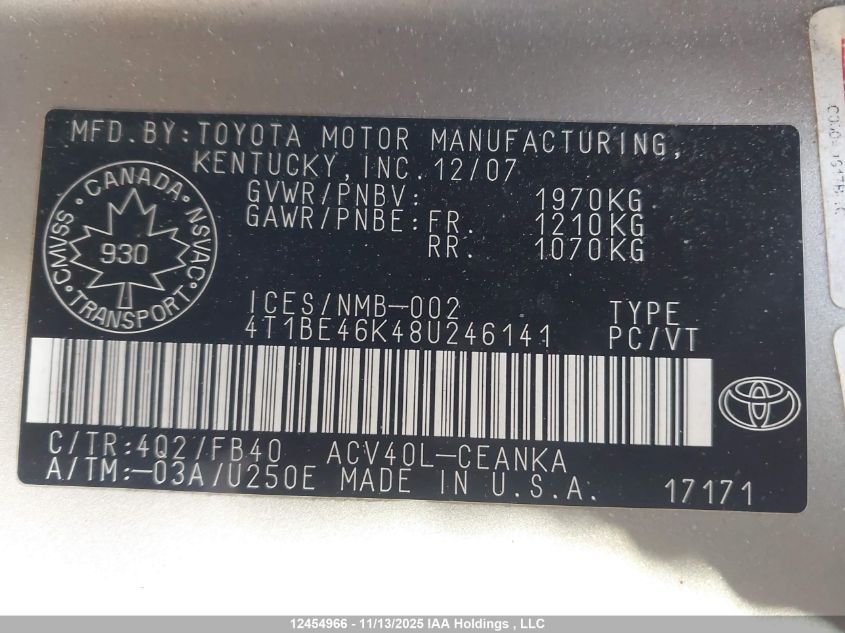 MFD. BY: TOYOTA MOTOR MANUFACTURING,
KENTUCKY, INC. 12/07
GVWR/PNBV: 1970KG
GAWR/PNBE: FR. 1210KG
RR. 1070KG
CANADA
CMVSS NSVAC
930
TRANSPORT
ICES/NMB-002 TYPE
4T1BE46K48U246141 PC/VT
C/TR:4Q2/FB40 ACV40L-CEANKA
A/TM:-03A/U250E MADE IN U.S.A. 17171
12454966 - 11/13/2025 IAA Holdings , LLC